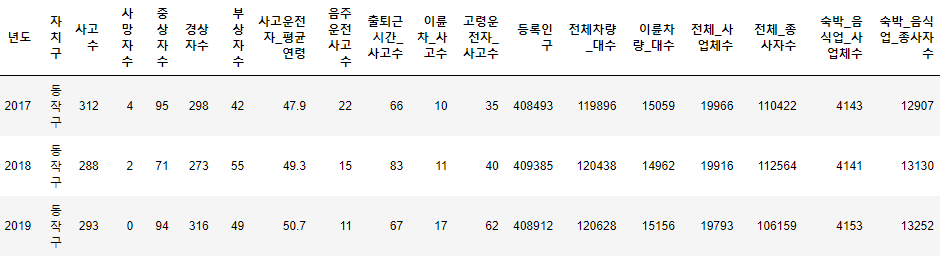 년도 자치구 사고수 사망자수 중상자수 경상자수 부상자수 사고운전자_평균연령 음주운전사고수 출퇴근시간_사고수 이륜차_사고수 고령운전자_사고수 등록인구 전체차량_대수 이륜차량_대수 전체_사업체수 전체_종사자수 숙박_음식업_사업체수 숙박_음식업_종사자수
2017 동작구 312 4 95 298 42 47.9 22 66 10 35 408493 119896 15059 19966 110422 4143 12907
2018 동작구 288 2 71 273 55 49.3 15 83 11 40 409385 120438 14962 19916 112564 4141 13130
2019 동작구 293 0 94 316 49 50.7 11 67 17 62 408912 120628 15156 19793 106159 4153 13252